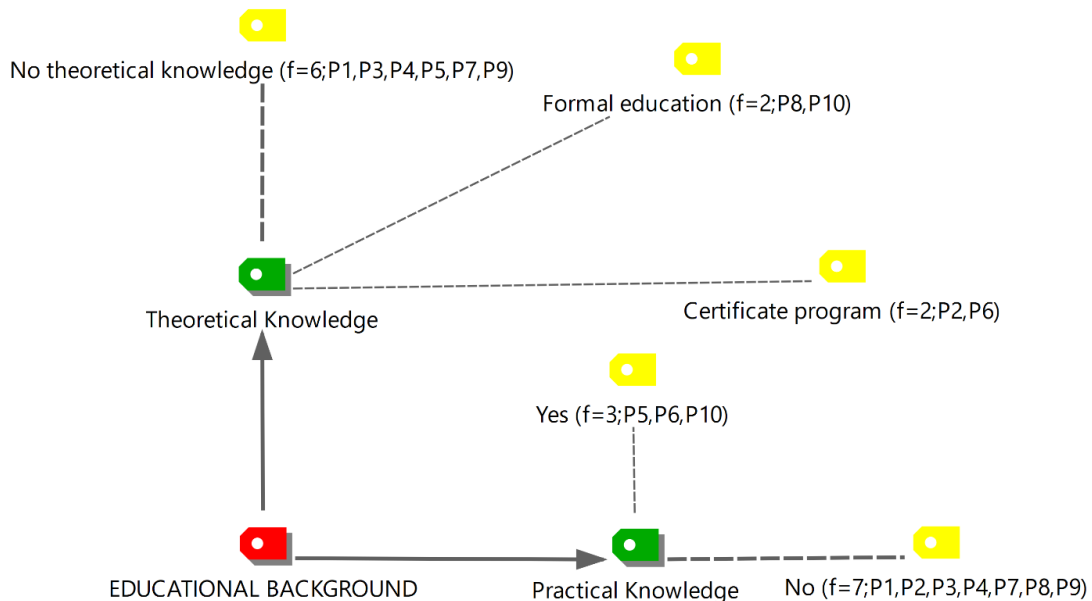 No theoretical knowledge (f=6;P1,P3,P4,P5,P7,P9)
Formal education (f=2;P8,P10)
Theoretical Knowledge
Certificate program (f=2;P2,P6)
Yes (f=3;P5,P6,P10)
EDUCATIONAL BACKGROUND
Practical Knowledge
No (f=7;P1,P2,P3,P4,P7,P8,P9)